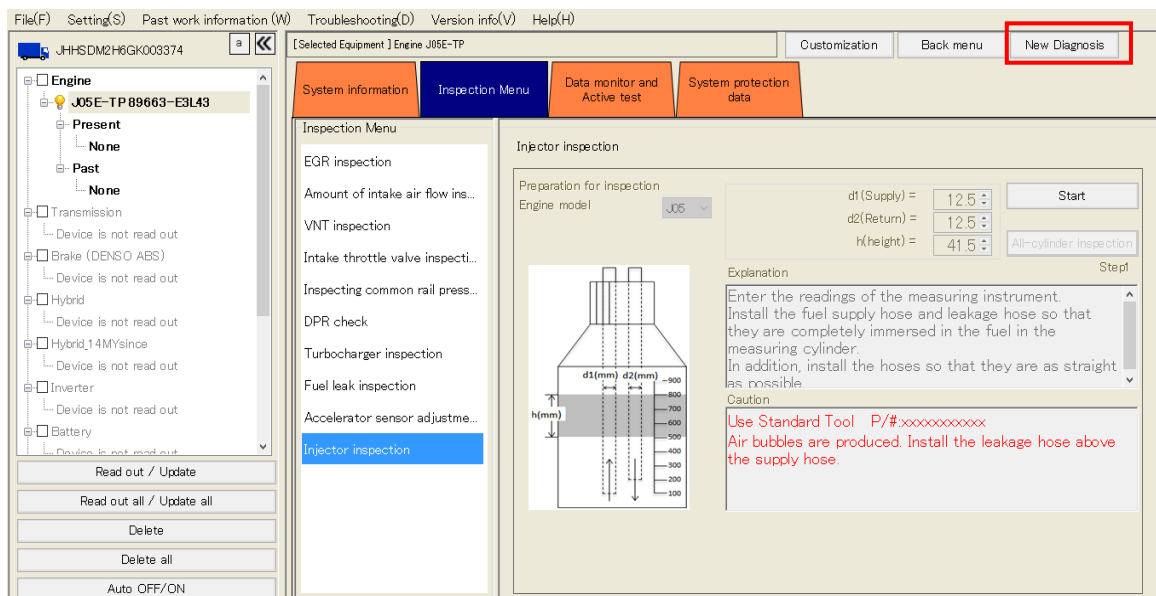 File(F) Setting(S) Past work information (W) Troubleshooting(D) Version info(V) Help(H)
JHHSDM2H6GK003374
a
[Selected Equipment ] Engine J05E-TP
Customization
Back menu
New Diagnosis
Engine
J05E-TP 89663-E3L43
Present
None
Past
None
Transmission
Device is not read out
Brake (DENSO ABS)
Device is not read out
Hybrid
Device is not read out
Hybrid_14MYsince
Device is not read out
Inverter
Device is not read out
Battery
Device is not read out
Read out / Update
Read out all / Update all
Delete
Delete all
Auto OFF/ON
System information
Inspection Menu
Data monitor and
Active test
System protection
data
Inspection Menu
EGR inspection
Amount of intake air flow ins...
VNT inspection
Intake throttle valve inspecti...
Inspecting common rail press...
DPR check
Turbocharger inspection
Fuel leak inspection
Accelerator sensor adjustme...
Injector inspection
Injector inspection
Preparation for inspection
Engine model
J05
d1(Supply) = 12.5
d2(Return) = 12.5
h(height) = 41.5
Start
All-cylinder inspection
Step1
d1(mm) d2(mm)
h(mm)
900
800
700
600
500
400
300
200
100
Explanation
Enter the readings of the measuring instrument.
Install the fuel supply hose and leakage hose so that
they are completely immersed in the fuel in the
measuring cylinder.
In addition, install the hoses so that they are as straight
as possible
Caution
Use Standard Tool P/#:xxxxxxxxxxx
Air bubbles are produced. Install the leakage hose above
the supply hose.